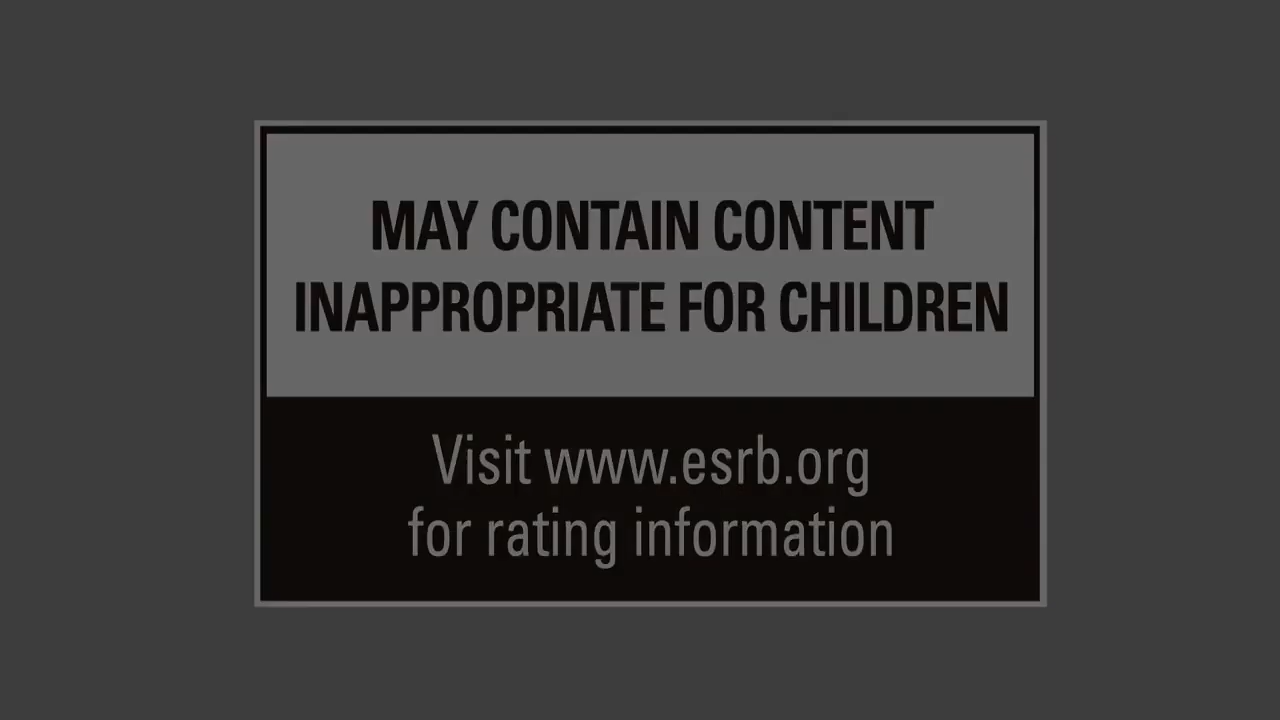 MAY CONTAIN CONTENT
INAPPROPRIATE FOR CHILDREN
Visit www.esrb.org
for rating information